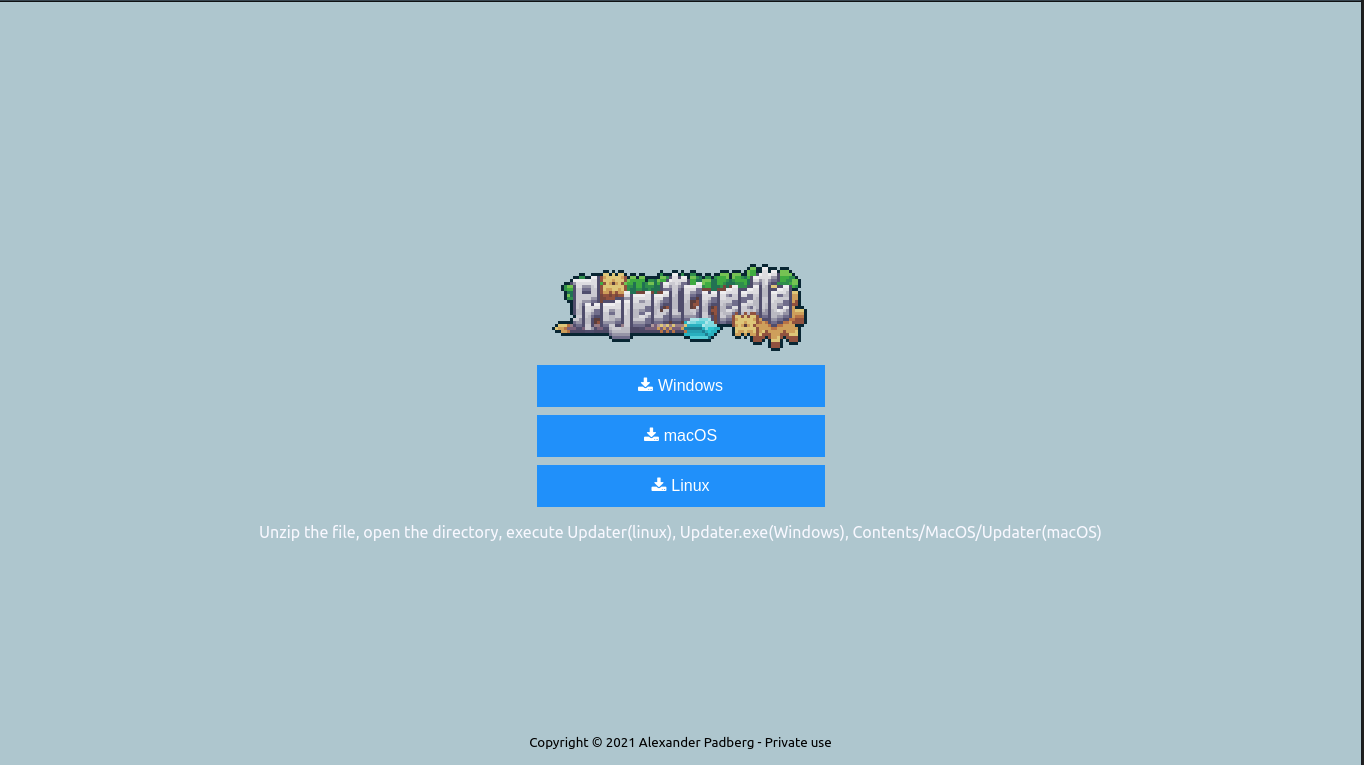 ProjectCreate
Windows
macOS
Linux
Unzip the file, open the directory, execute Updater(linux), Updater.exe(Windows), Contents/MacOS/Updater(macOS)
Copyright © 2021 Alexander Padberg - Private use